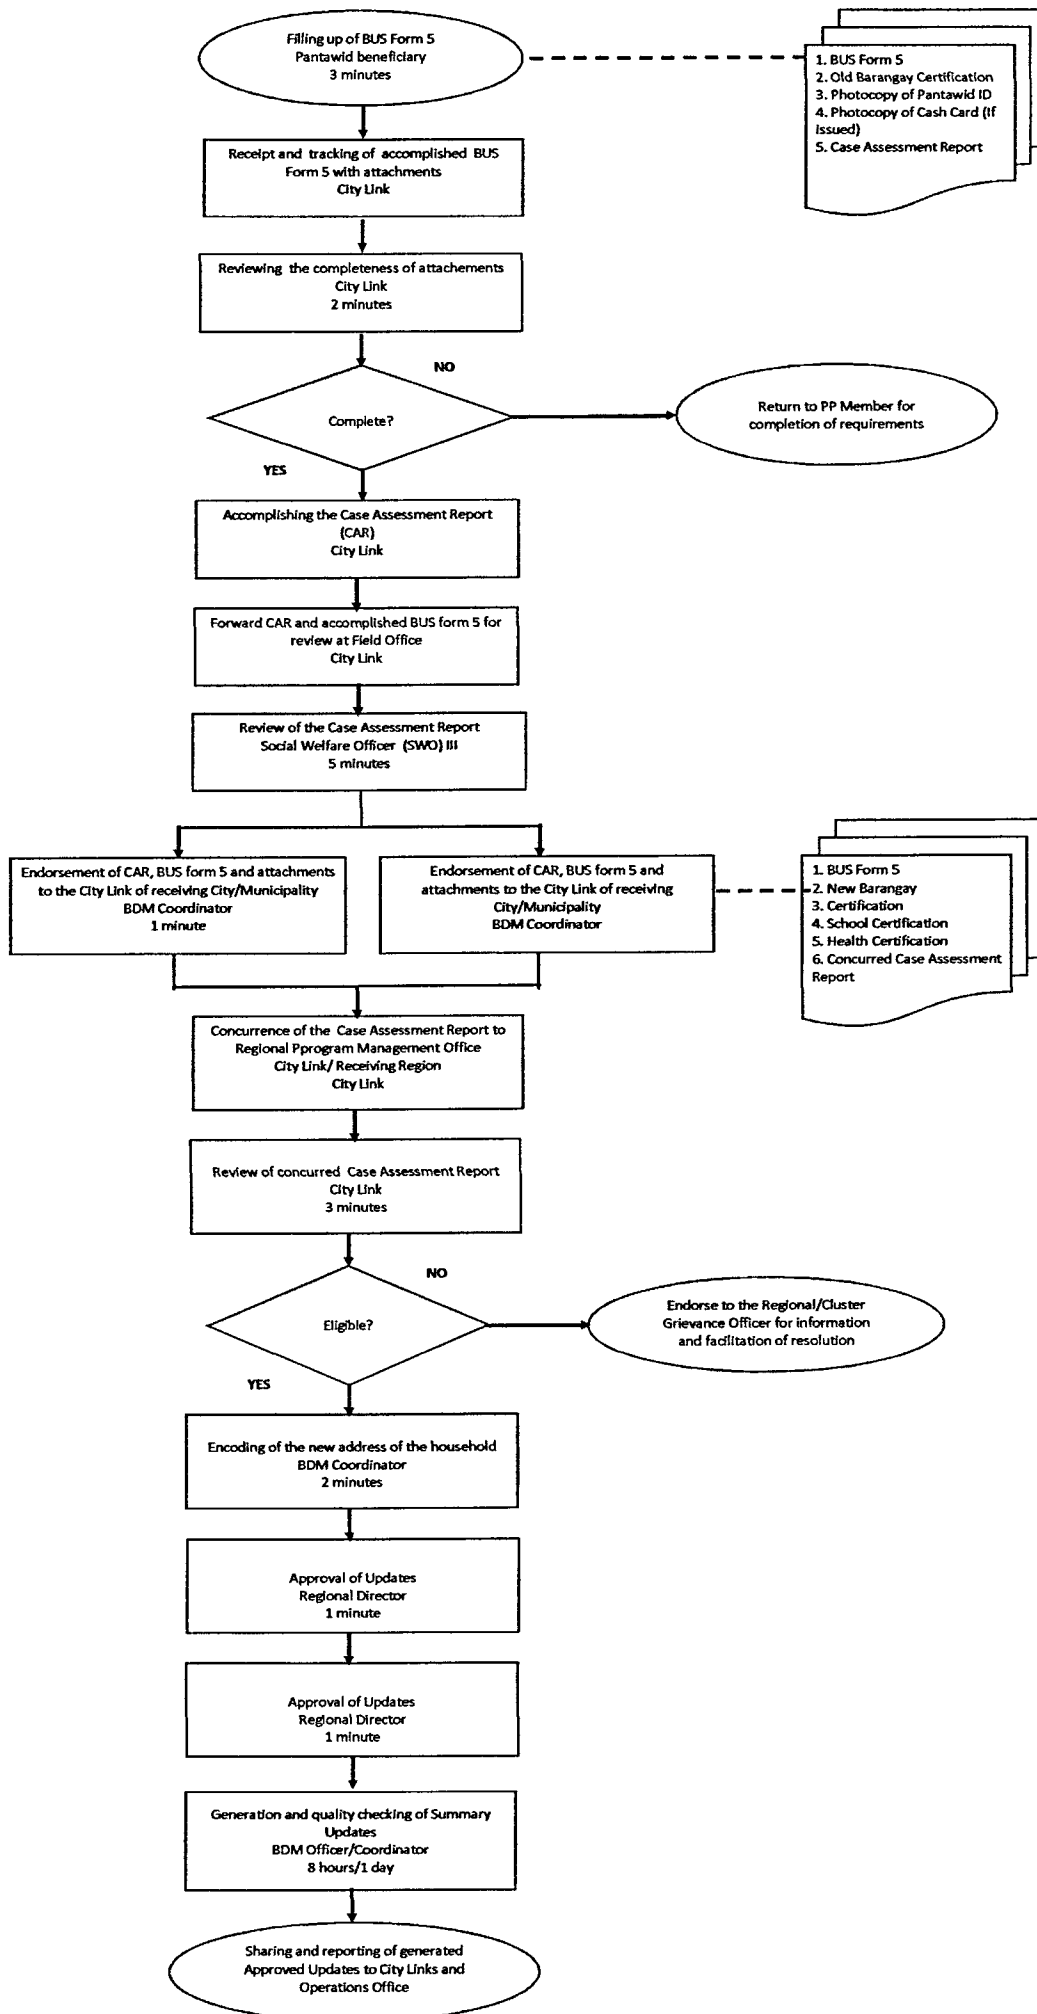 Filling up of BUS Form 5
Pantawid beneficiary
3 minutes
1. BUS Form 5
2. Old Barangay Certification
3. Photocopy of Pantawid ID
4. Photocopy of Cash Card (If
Issued)
5. Case Assessment Report
Receipt and tracking of accomplished BUS
Form 5 with attachments
City Link
Reviewing the completeness of attachements
City Link
2 minutes
NO
Complete?
Return to PP Member for
completion of requirements
YES
Accomplishing the Case Assessment Report
(CAR)
City Link
Forward CAR and accomplished BUS form 5 for
review at Field Office
City Link
Review of the Case Assessment Report
Social Welfare Officer (SWO) III
5 minutes
Endorsement of CAR, BUS form 5 and attachments
to the City Link of receiving City/Municipality
BDM Coordinator
1 minute
Endorsement of CAR, BUS form 5 and
attachments to the City Link of receiving
City/Municipality
BDM Coordinator
1. BUS Form 5
2. New Barangay
3. Certification
4. School Certification
5. Health Certification
6. Concurred Case Assessment
Report
Concurrence of the Case Assessment Report to
Regional Pprogram Management Office
City Link/ Receiving Region
City Link
Review of concurred Case Assessment Report
City Link
3 minutes
NO
Eligible?
Endorse to the Regional/Cluster
Grievance Officer for information
and facilitation of resolution
YES
Encoding of the new address of the household
BDM Coordinator
2 minutes
Approval of Updates
Regional Director
1 minute
Approval of Updates
Regional Director
1 minute
Generation and quality checking of Summary
Updates
BDM Officer/Coordinator
8 hours/1 day
Sharing and reporting of generated
Approved Updates to City Links and
Operations Office